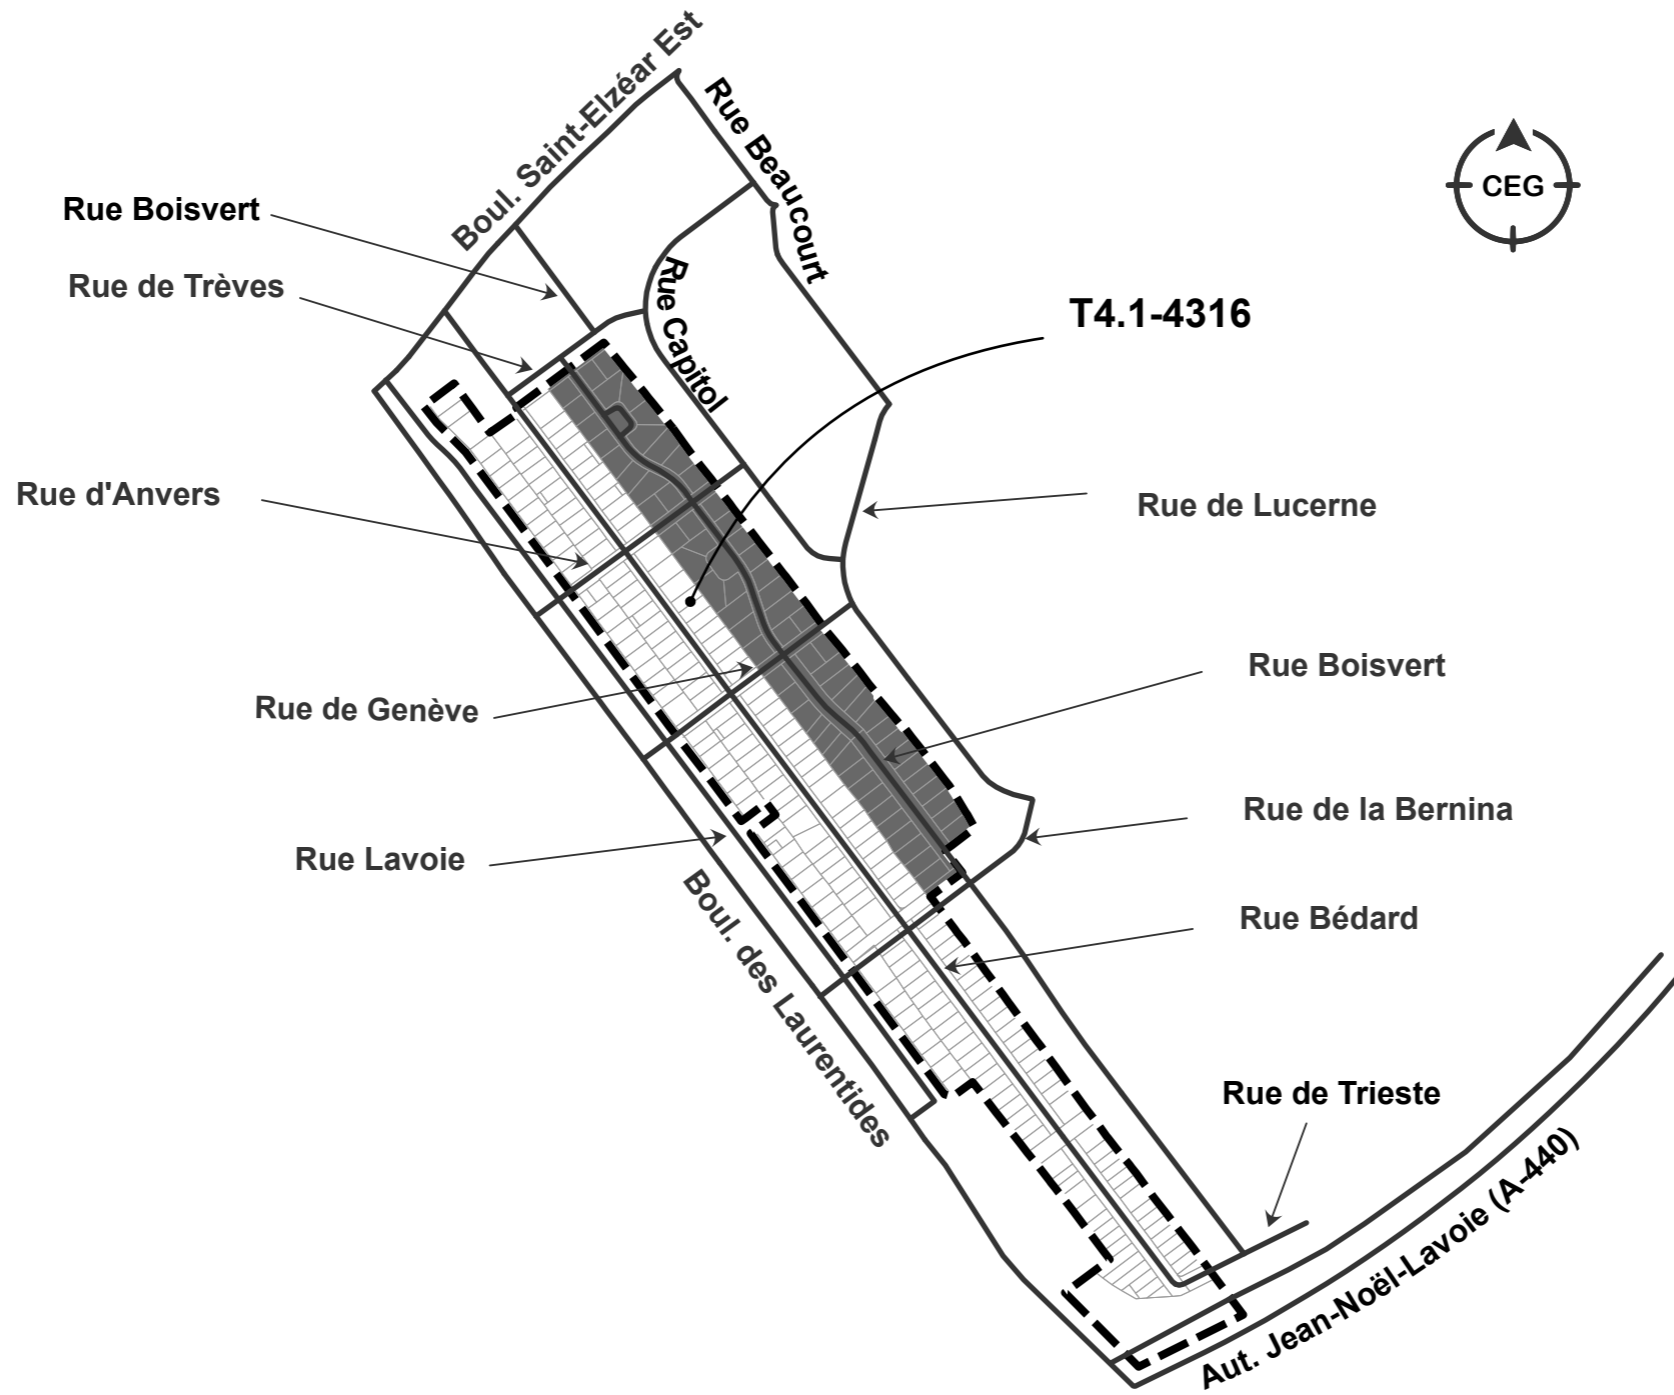 Boul. Saint-Elzéar Est
Rue Beaucourt
Rue Boisvert
CEG
Rue de Trèves
Rue Capitol
T4.1-4316
Rue d'Anvers
Rue de Lucerne
Rue Boisvert
Rue de Genève
Rue de la Bernina
Rue Lavoie
Boul. des Laurentides
Rue Bédard
Rue de Trieste
Aut. Jean-Noël-Lavoie (A-440)